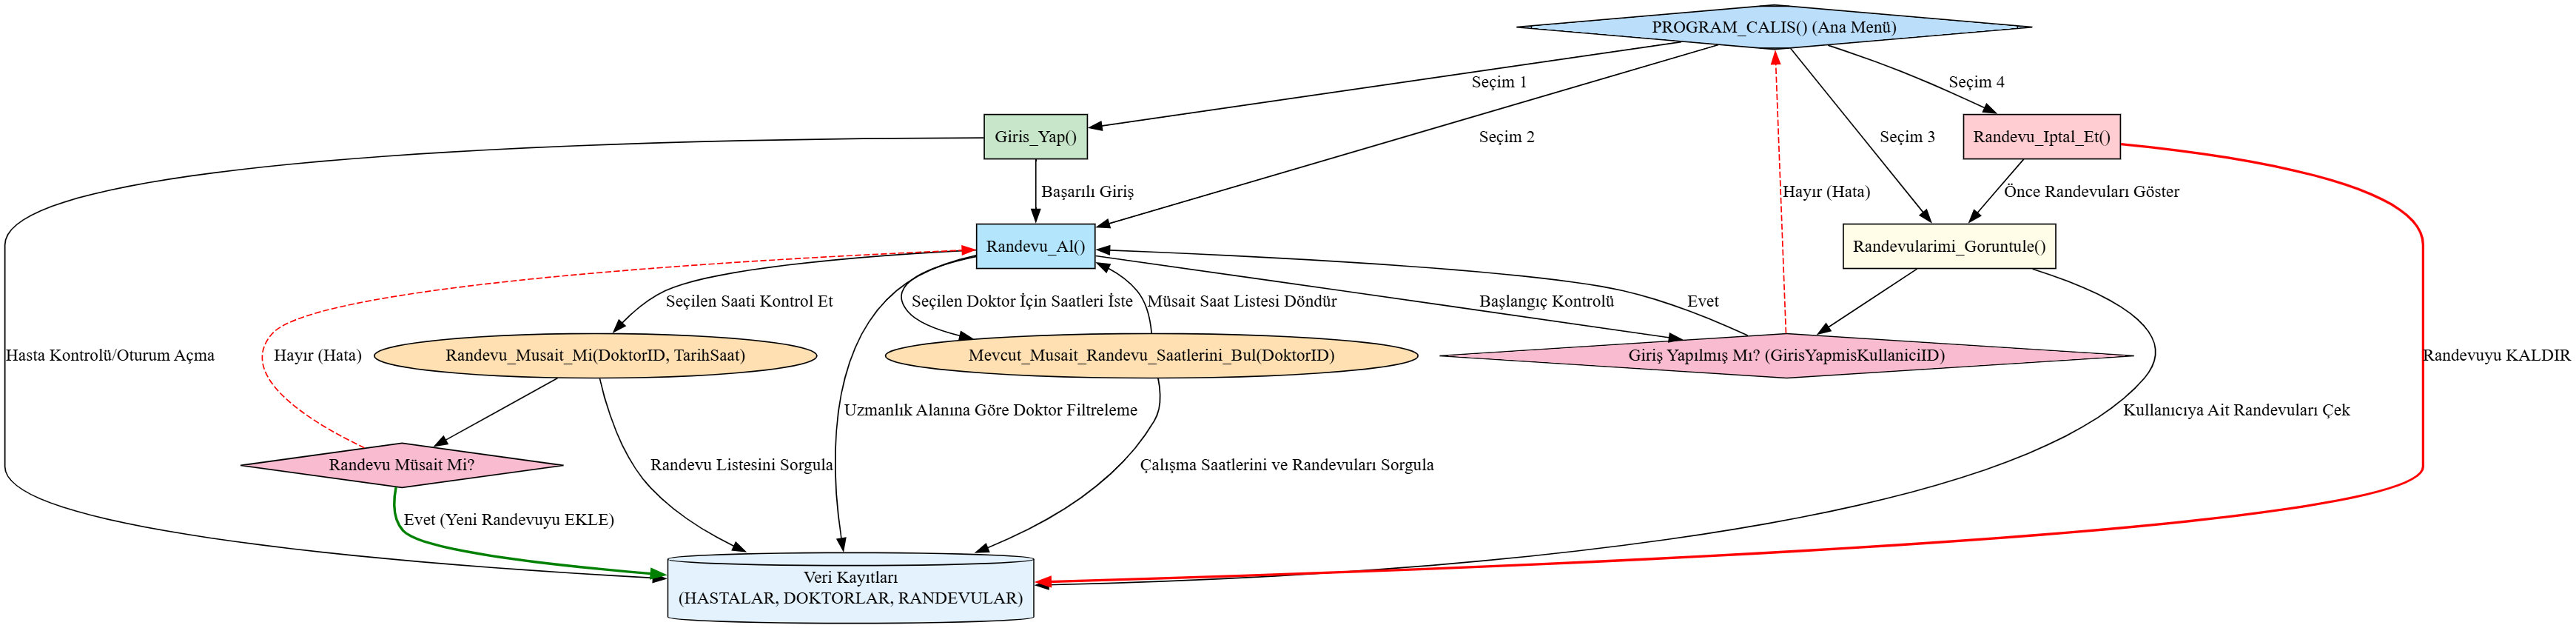 PROGRAM_CALIS() (Ana Menü)
Seçim 1
Seçim 4
Giris_Yap()
Seçim 2
Seçim 3
Randevu_Iptal_Et()
Başarılı Giriş
Hayır (Hata)
Önce Randevuları Göster
Randevu_Al()
Randevularimi_Goruntule()
Seçilen Saati Kontrol Et
Seçilen Doktor İçin Saatleri İste
Müsait Saat Listesi Döndür
Başlangıç Kontrolü
Evet
Hasta Kontrolü/Oturum Açma
Hayır (Hata)
Randevu_Musait_Mi(DoktorID, TarihSaat)
Mevcut_Musait_Randevu_Saatlerini_Bul(DoktorID)
Giriş Yapılmış Mı? (GirisYapmisKullaniciID)
Randevuyu KALDIR
Uzmanlık Alanına Göre Doktor Filtreleme
Kullanıcıya Ait Randevuları Çek
Randevu Müsait Mi?
Randevu Listesini Sorgula
Çalışma Saatlerini ve Randevuları Sorgula
Evet (Yeni Randevuyu EKLE)
Veri Kayıtları
(HASTALAR, DOKTORLAR, RANDEVULAR)